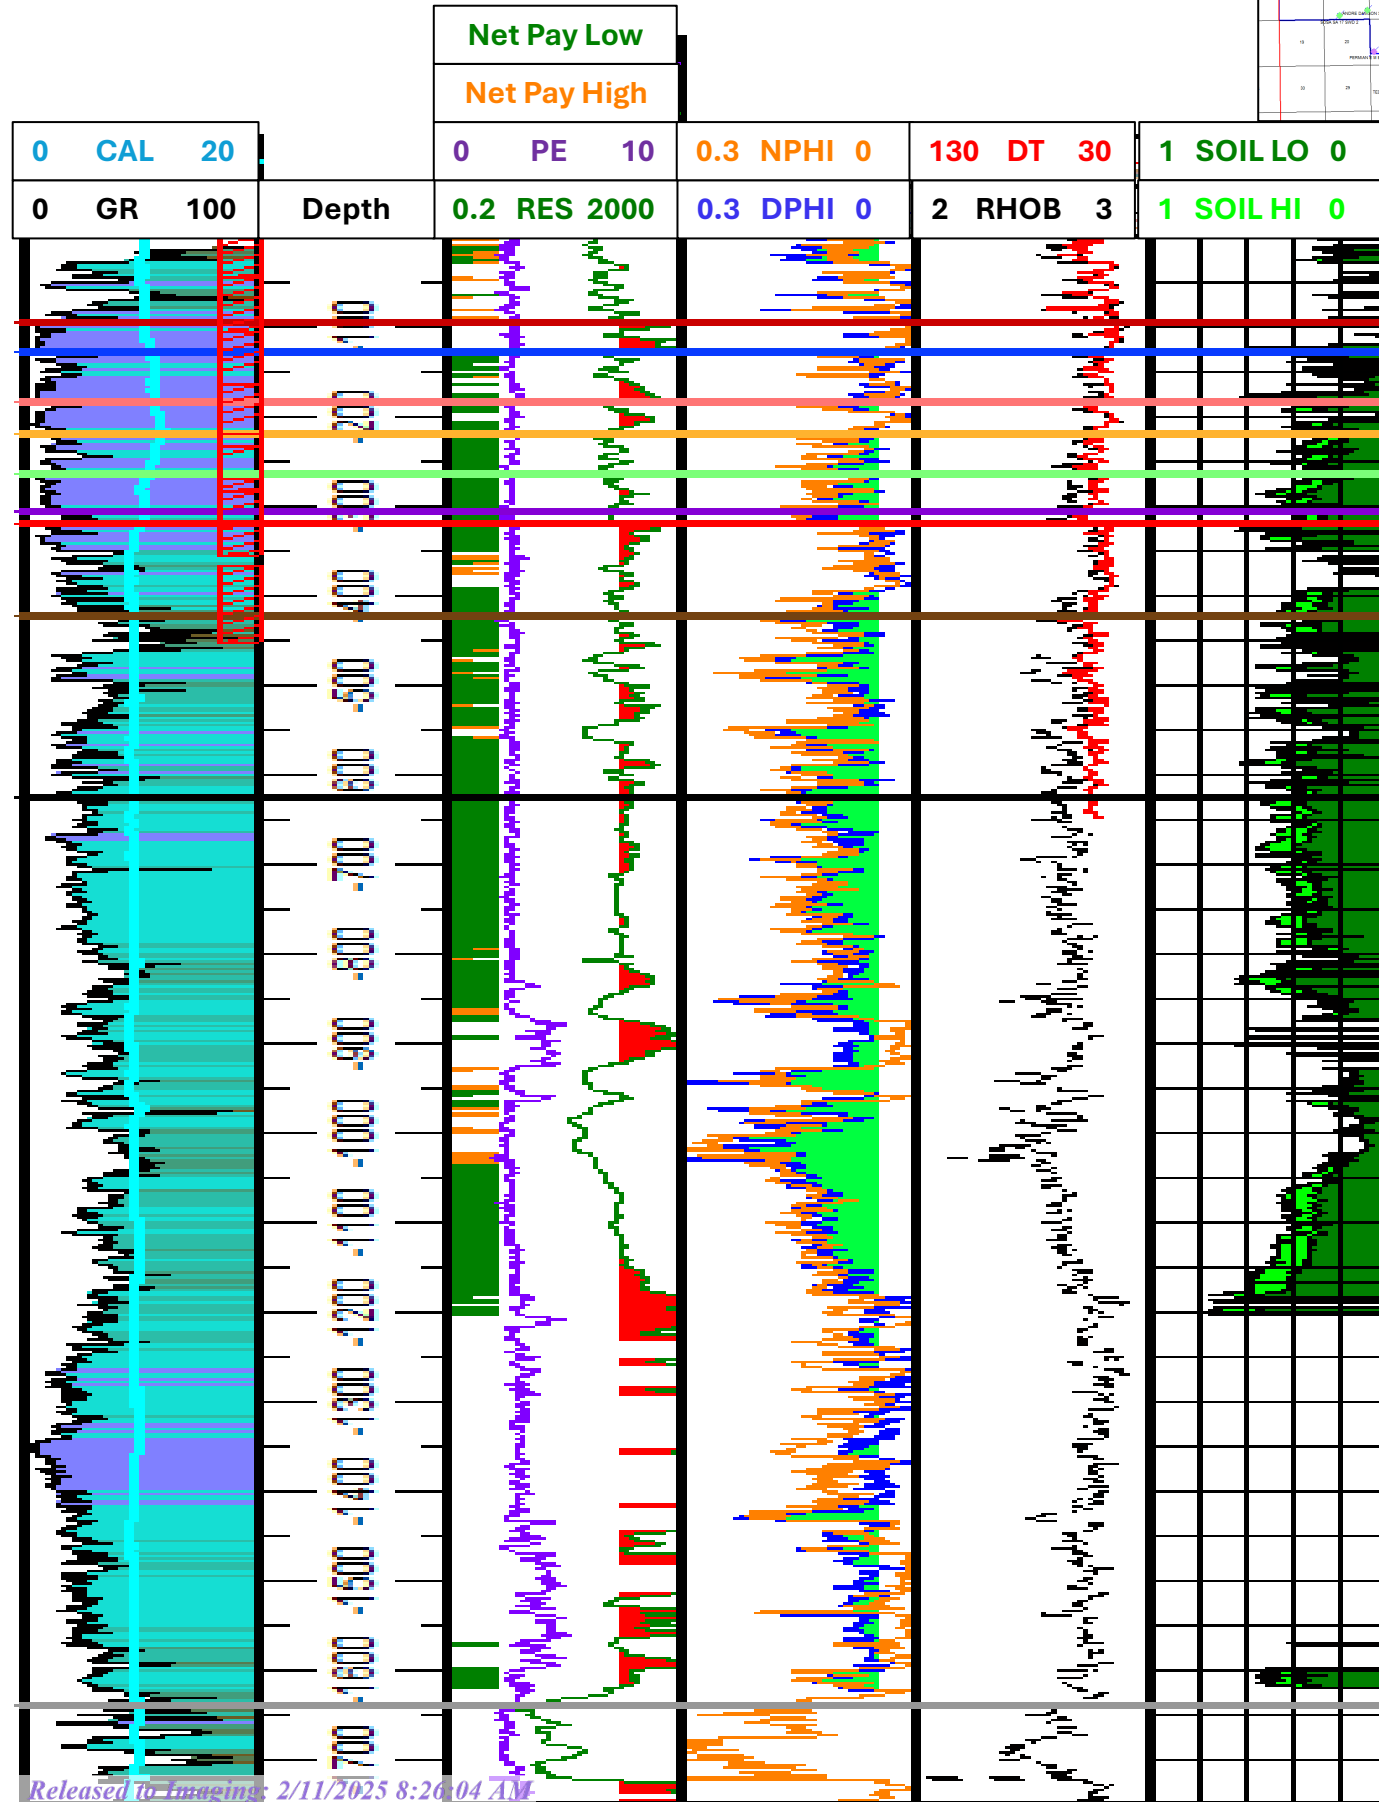 Net Pay Low
Net Pay High
0 CAL 20
0 PE 10
0.3 NPHI 0
130 DT 30
1 SOIL LO 0
0 GR 100
Depth
0.2 RES 2000
0.3 DPHI 0
2 RHOB 3
1 SOIL HI 0
-200
-400
-500
-600
-700
-800
-900
-1000
-1100
-1200
-1300
-1400
-1500
-1600
Released to Imaging: 2/11/2025 8:26:04 AM